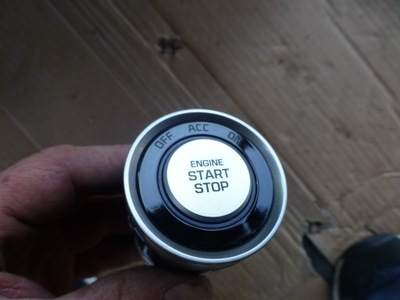 OFF ACC ON
ENGINE
START
STOP